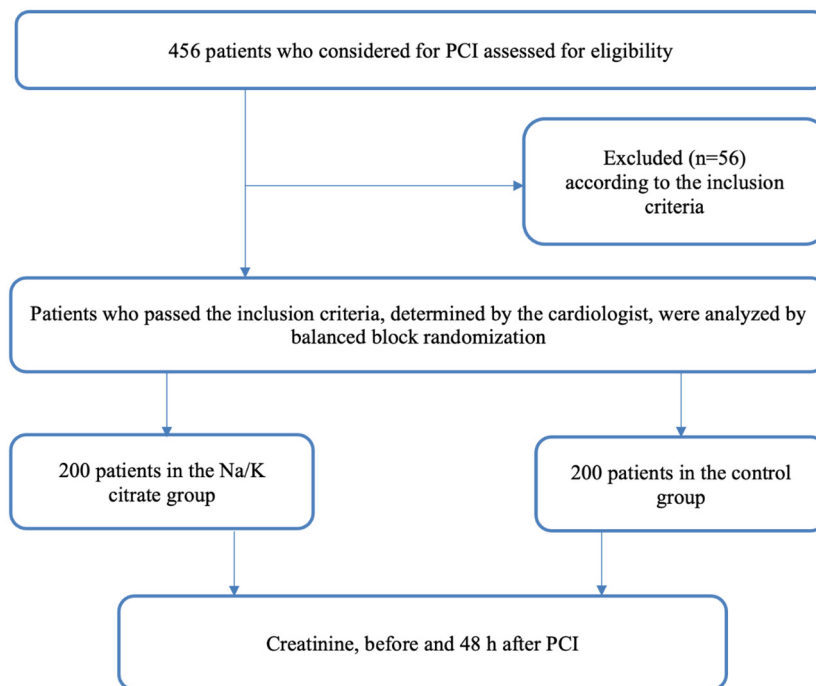 456 patients who considered for PCI assessed for eligibility
Excluded (n=56)
according to the inclusion
criteria
Patients who passed the inclusion criteria, determined by the cardiologist, were analyzed by
balanced block randomization
200 patients in the Na/K
citrate group
200 patients in the control
group
Creatinine, before and 48 h after PCI